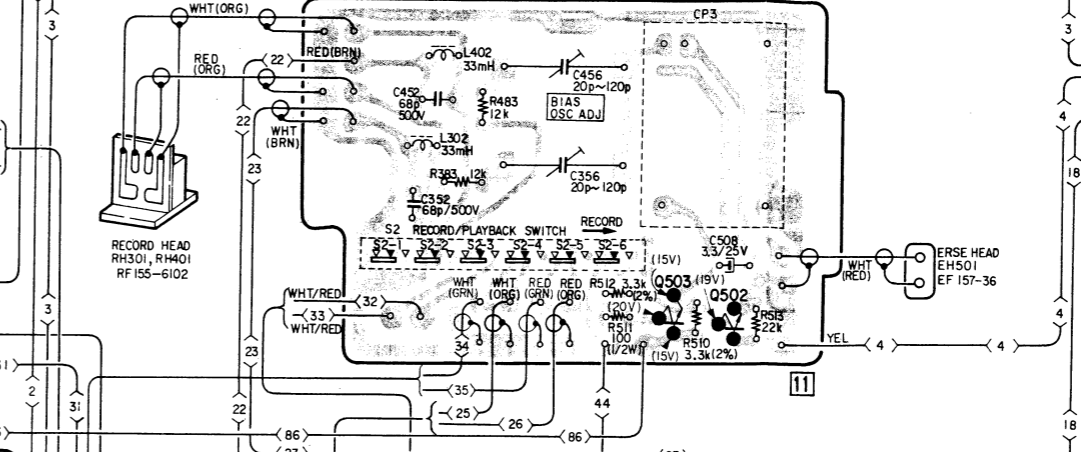 WHT(ORG)
CP3
3
3
RED
(ORG)
22
RED(BRN)
L402
33mH
C456
20p~120p
C452
68p
500V
R483
12k
BIAS
OSC ADJ
22
4
4
WHT
(BRN)
L302
33mH
23
18
R383 12k
C356
20p~120p
C352
68p/500V
RECORD HEAD
RH301, RH401
RF155-6102
S2 RECORD/PLAYBACK SWITCH
RECORD
S2-1
S2-2
S2-3
S2-4
S2-5
S2-6
C508
3.3/25V
(15V)
WHT
(RED)
ERSE HEAD
EH501
EF 157-36
WHT/RED
32
33
WHT/RED
WHT
(GRN)
WHT
(ORG)
RED
(GRN)
RED
(ORG)
R512 3.3k
(2%)
(20V)
R511
100
(1/2W)
Q503
(19V)
Q502
R513
22k
R510
3.3k(2%)
(15V)
3
4
34
YEL
4
4
23
11
31
2
35
22
25
26
44
86
86
18
27